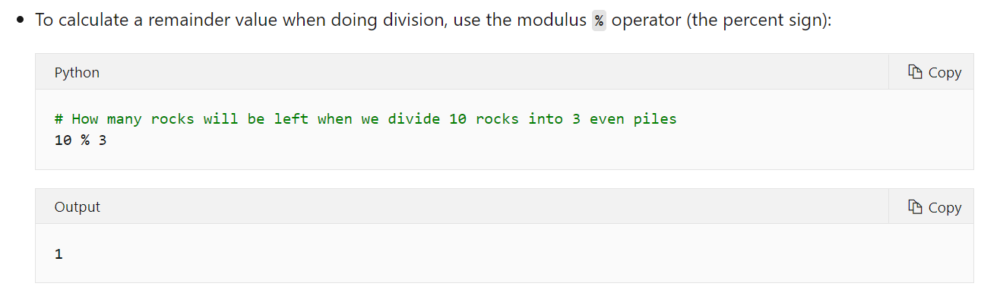 • To calculate a remainder value when doing division, use the modulus % operator (the percent sign):
Python Copy
# How many rocks will be left when we divide 10 rocks into 3 even piles
10 % 3
Output Copy
1